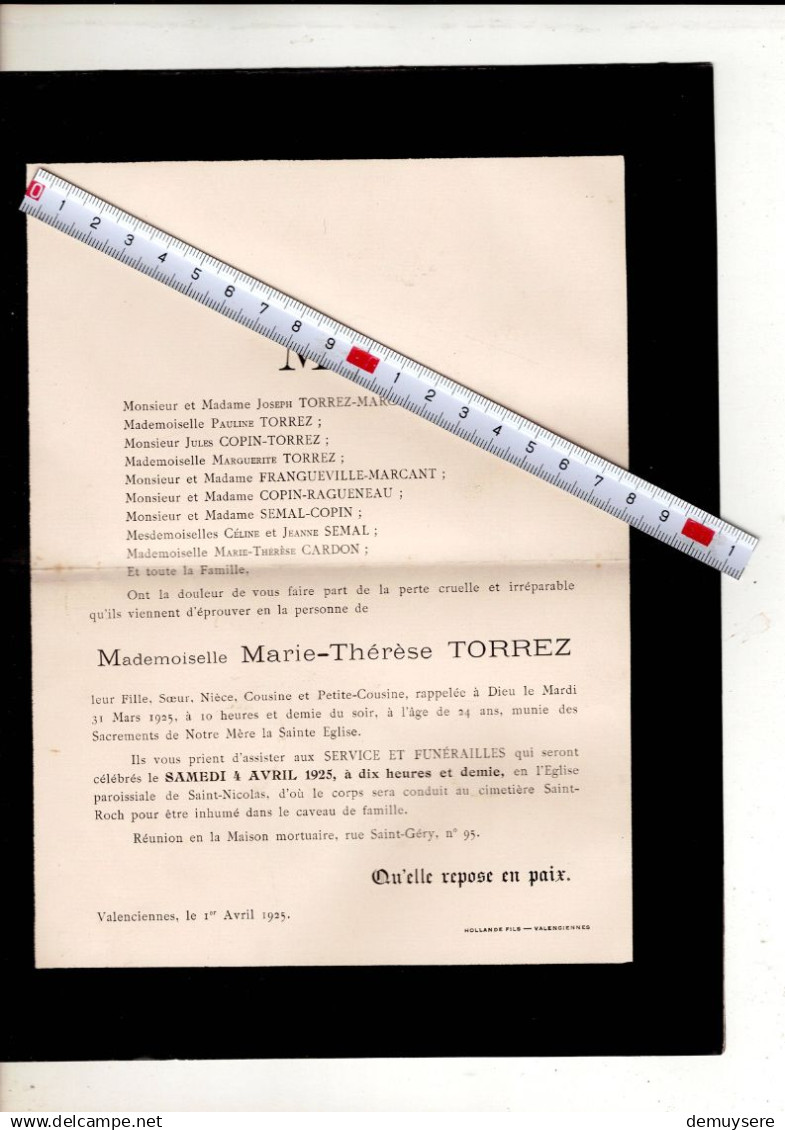 0 1 2 3 4 5 6 7 8 9 1 2 3 4 5 6 7 8 9 1
M
Monsieur et Madame Joseph TORREZ-MARC
Mademoiselle Pauline TORREZ ;
Monsieur Jules COPIN-TORREZ ;
Mademoiselle Marguerite TORREZ ;
Monsieur et Madame FRANGUEVILLE-MARCANT ;
Monsieur et Madame COPIN-RAGUENEAU ;
Monsieur et Madame SEMAL-COPIN ;
Mesdemoiselles Céline et Jeanne SEMAL ;
Mademoiselle Marie-Thérèse CARDON ;
Et toute la Famille,
Ont la douleur de vous faire part de la perte cruelle et irréparable
qu'ils viennent d'éprouver en la personne de
Mademoiselle Marie-Thérèse TORREZ
leur Fille, Sœur, Nièce, Cousine et Petite-Cousine, rappelée à Dieu le Mardi
31 Mars 1925, à 10 heures et demie du soir, à l'âge de 24 ans, munie des
Sacrements de Notre Mère la Sainte Eglise.
Ils vous prient d'assister aux SERVICE ET FUNÉRAILLES qui seront
célébrés le SAMEDI 4 AVRIL 1925, à dix heures et demie, en l'Eglise
paroissiale de Saint-Nicolas, d'où le corps sera conduit au cimetière Saint-
Roch pour être inhumé dans le caveau de famille.
Réunion en la Maison mortuaire, rue Saint-Géry, n° 95.
Qu'elle repose en paix.
Valenciennes, le 1er Avril 1925.
HOLLANDE FILS — VALENCIENNES
delcampe.net
demuysere